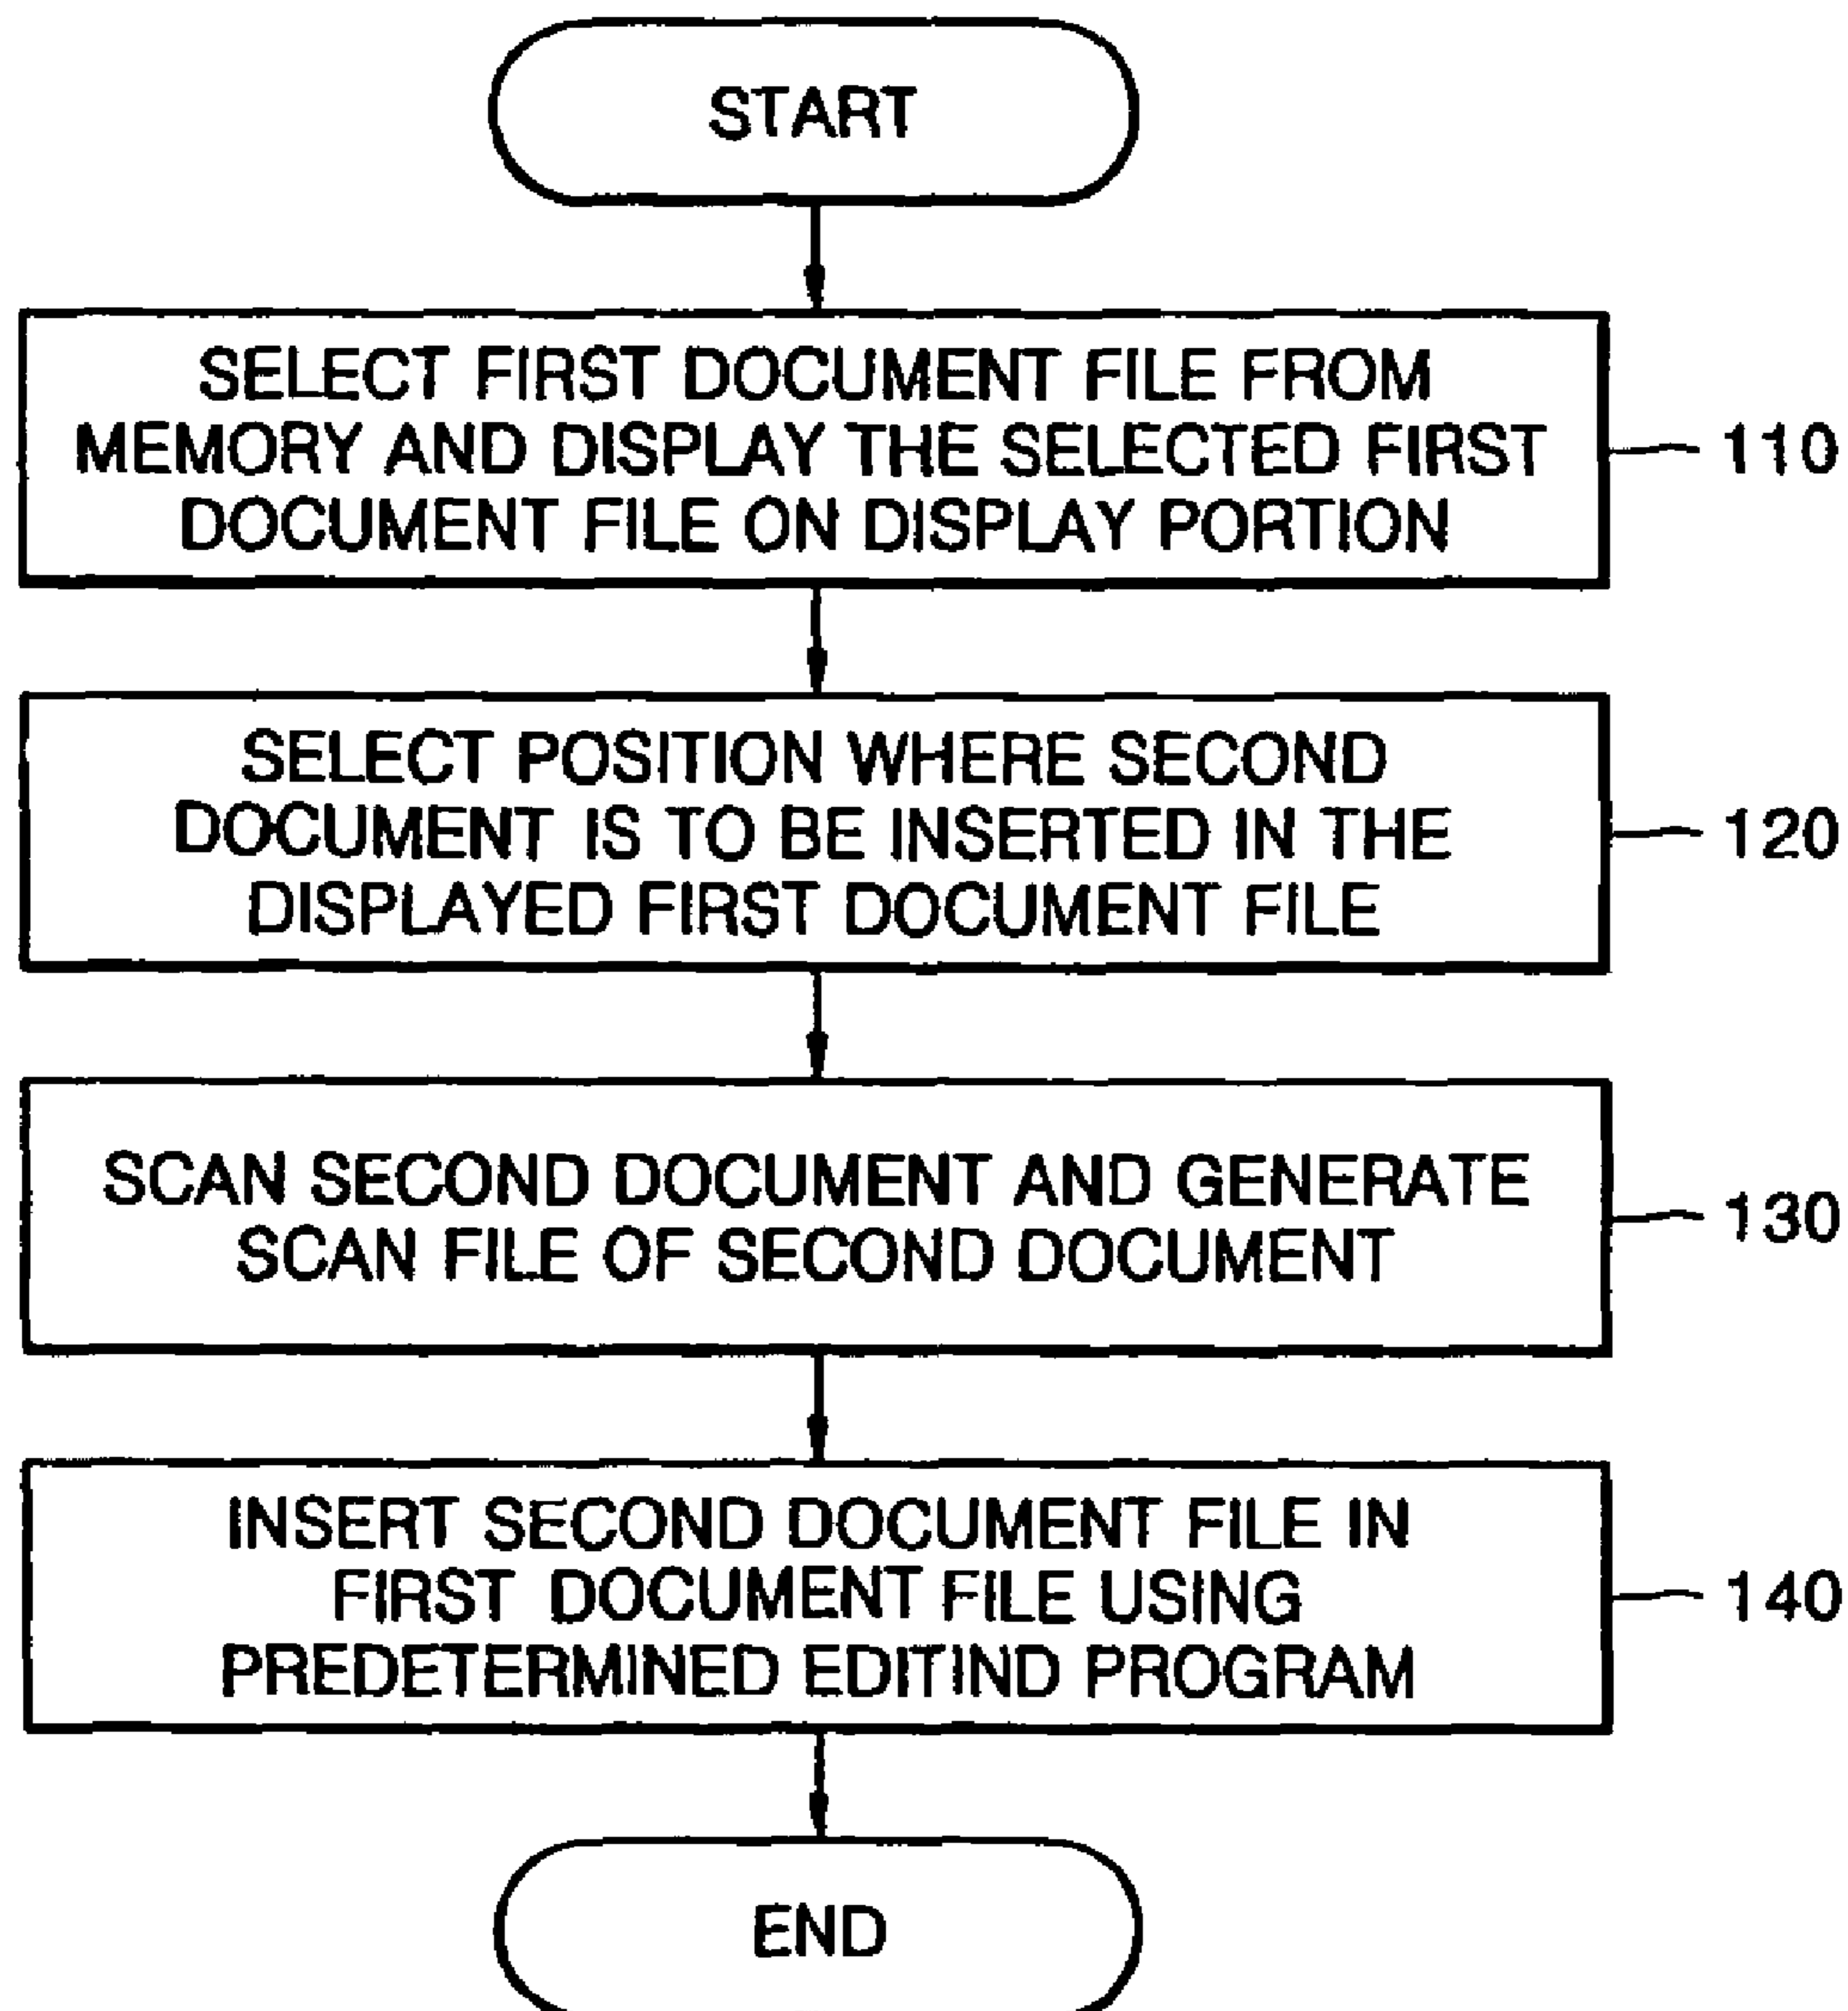 START
SELECT FIRST DOCUMENT FILE FROM
MEMORY AND DISPLAY THE SELECTED FIRST
DOCUMENT FILE ON DISPLAY PORTION
110
SELECT POSITION WHERE SECOND
DOCUMENT IS TO BE INSERTED IN THE
DISPLAYED FIRST DOCUMENT FILE
120
SCAN SECOND DOCUMENT AND GENERATE
SCAN FILE OF SECOND DOCUMENT
130
INSERT SECOND DOCUMENT FILE IN
FIRST DOCUMENT FILE USING
PREDETERMINED EDITIND PROGRAM
140
END